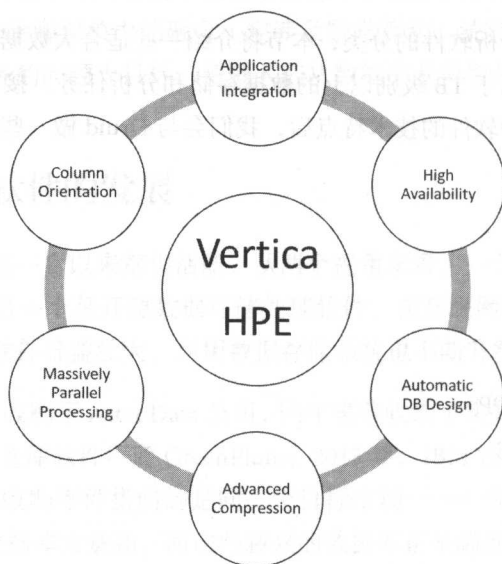 Application
Integration
Column
Orientation
High
Availability
Vertica
HPE
Massively
Parallel
Processing
Automatic
DB Design
Advanced
Compression